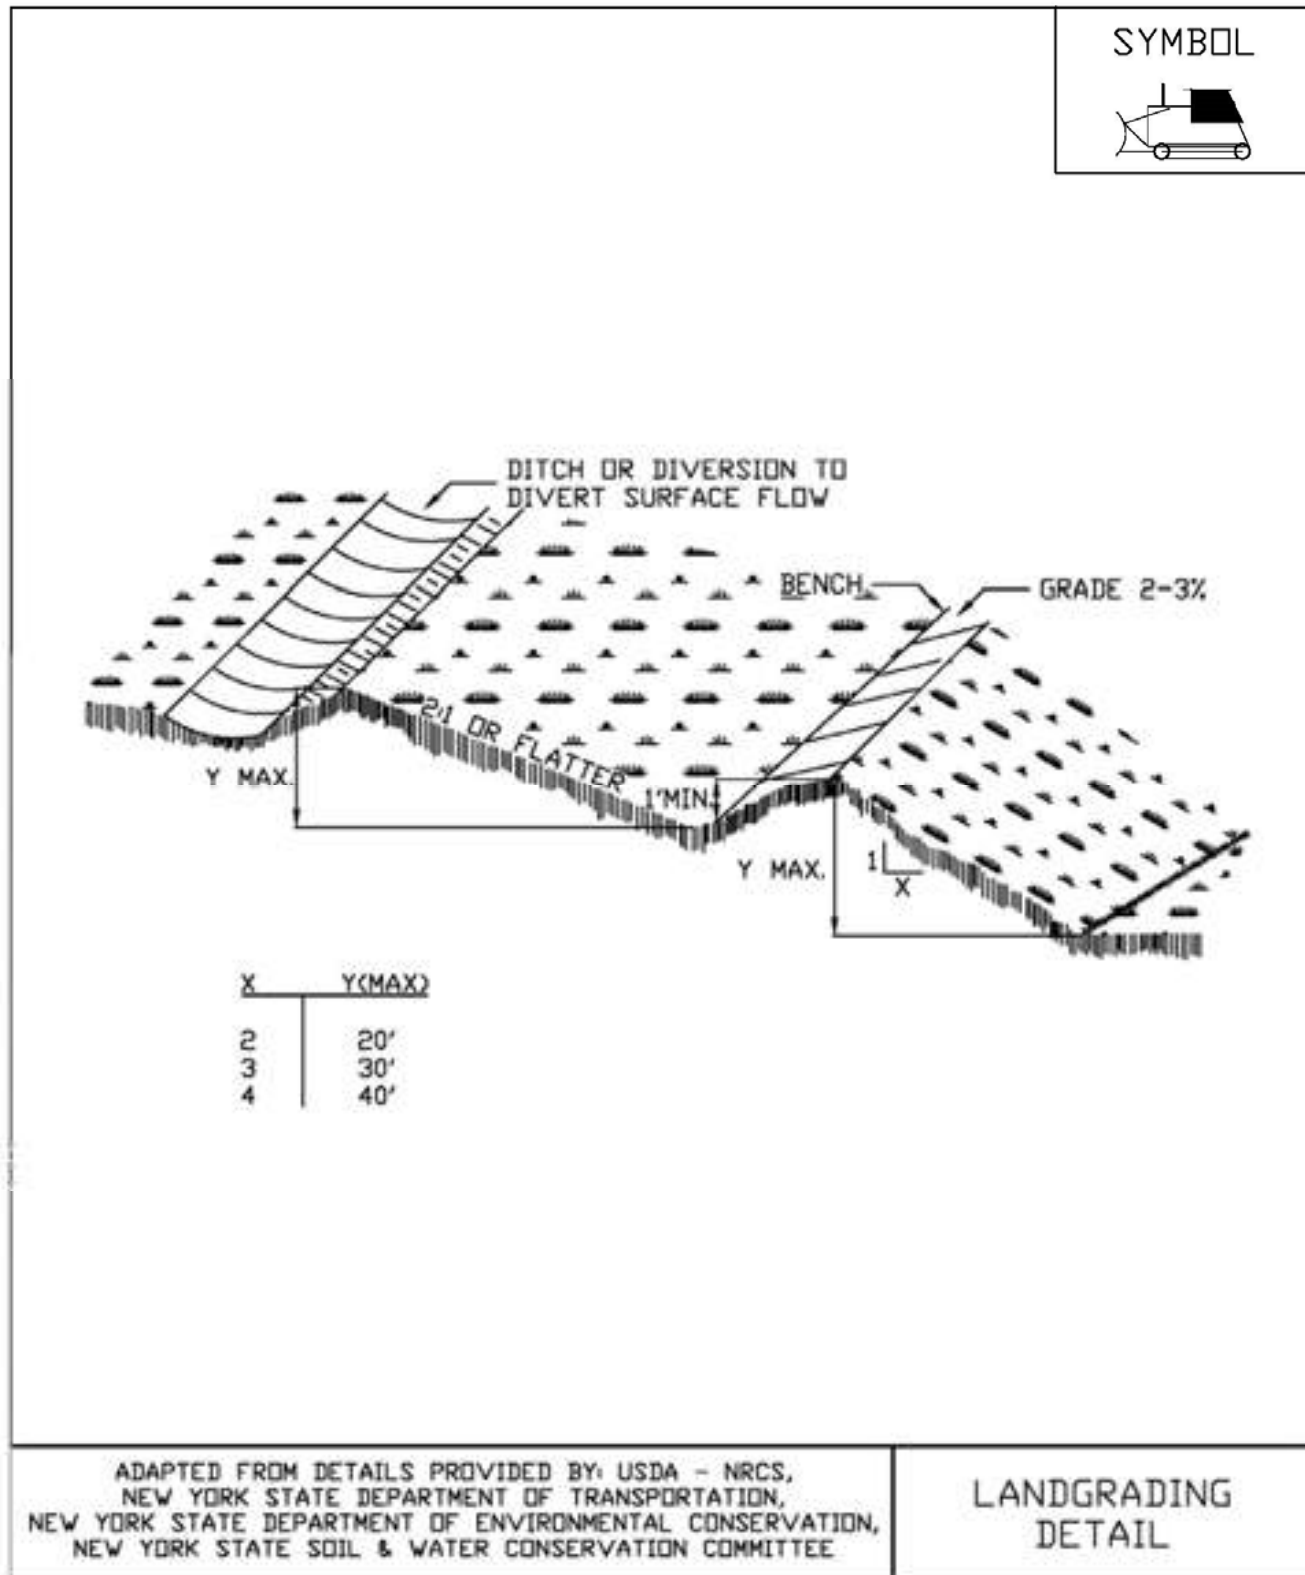 SYMBOL
DITCH OR DIVERSION TO
DIVERT SURFACE FLOW
BENCH
GRADE 2-3%
2:1 OR FLATTER
Y MAX.
1'MIN.
Y MAX.
1
X
X Y(MAX)
2 20'
3 30'
4 40'
ADAPTED FROM DETAILS PROVIDED BY: USDA - NRCS,
NEW YORK STATE DEPARTMENT OF TRANSPORTATION,
NEW YORK STATE DEPARTMENT OF ENVIRONMENTAL CONSERVATION,
NEW YORK STATE SOIL & WATER CONSERVATION COMMITTEE
LANDGRADING
DETAIL